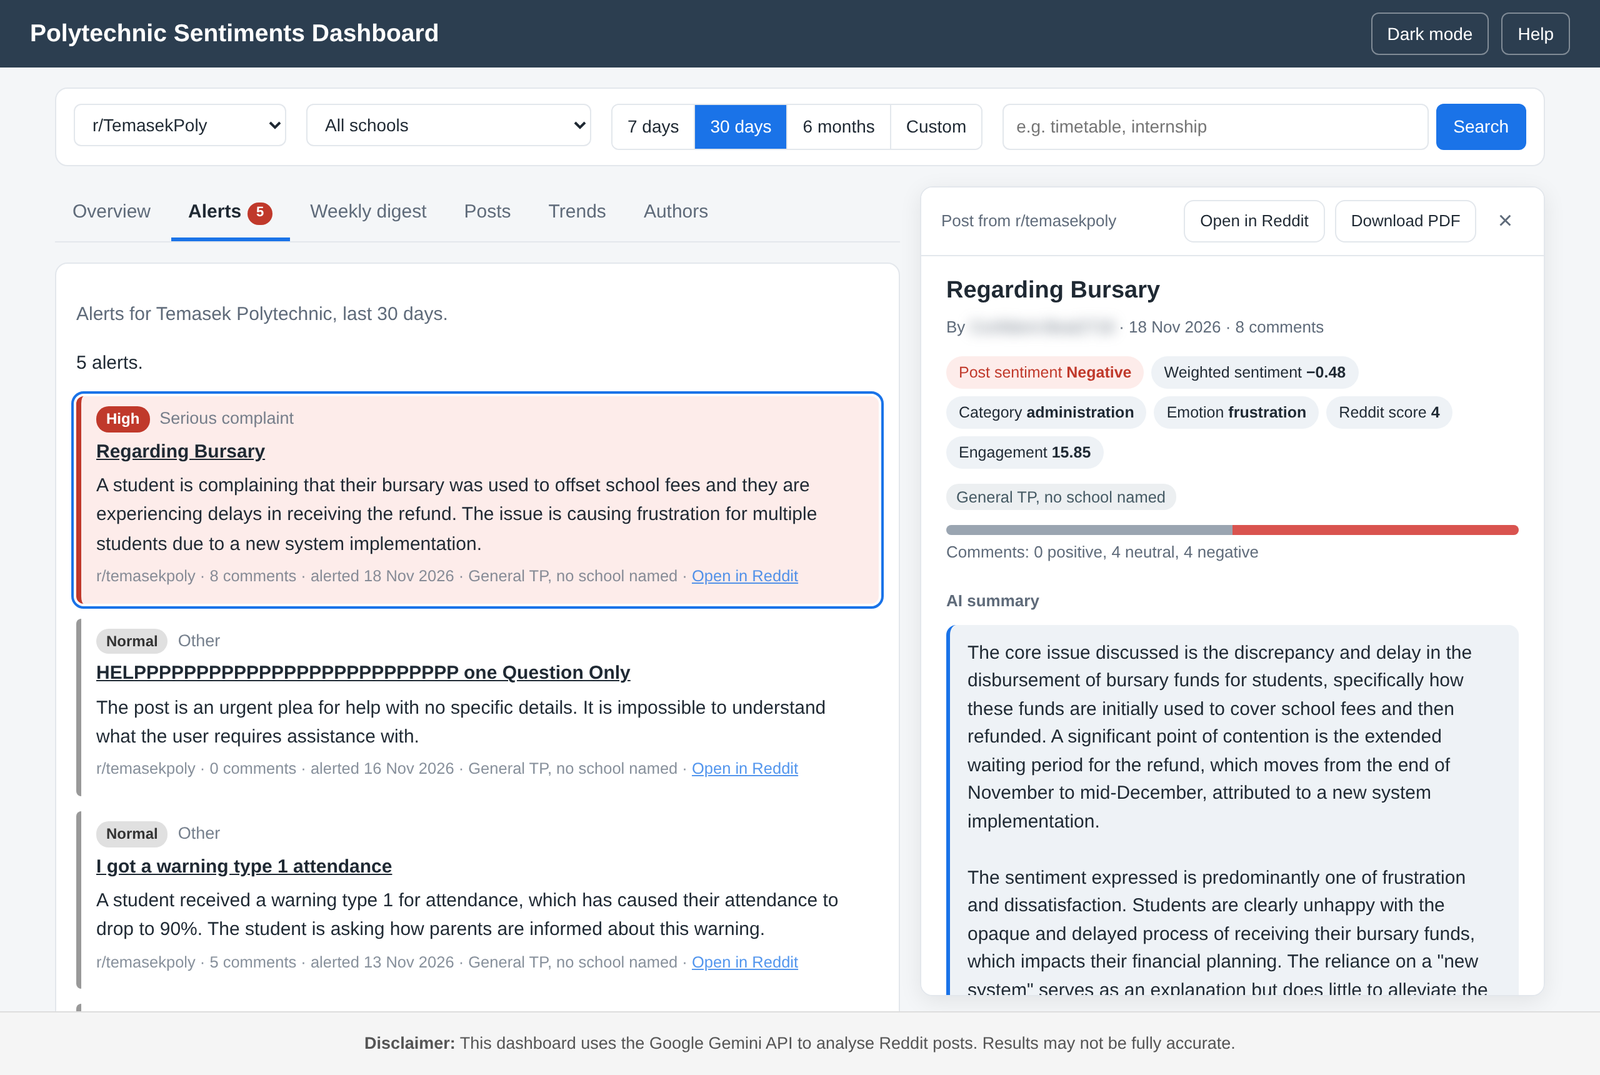 Polytechnic Sentiments Dashboard
Dark mode
Help
r/TemasekPoly
All schools
7 days
30 days
6 months
Custom
e.g. timetable, internship
Search
Overview
Alerts 5
Weekly digest
Posts
Trends
Authors
Alerts for Temasek Polytechnic, last 30 days.
5 alerts.
High Serious complaint
Regarding Bursary
A student is complaining that their bursary was used to offset school fees and they are
experiencing delays in receiving the refund. The issue is causing frustration for multiple
students due to a new system implementation.
r/temasekpoly · 8 comments · alerted 18 Nov 2026 · General TP, no school named · Open in Reddit
Normal Other
HELPPPPPPPPPPPPPPPPPPPPPPPPPP one Question Only
The post is an urgent plea for help with no specific details. It is impossible to understand
what the user requires assistance with.
r/temasekpoly · 0 comments · alerted 16 Nov 2026 · General TP, no school named · Open in Reddit
Normal Other
I got a warning type 1 attendance
A student received a warning type 1 for attendance, which has caused their attendance to
drop to 90%. The student is asking how parents are informed about this warning.
r/temasekpoly · 5 comments · alerted 13 Nov 2026 · General TP, no school named · Open in Reddit
Post from r/temasekpoly
Open in Reddit
Download PDF
×
Regarding Bursary
By · 18 Nov 2026 · 8 comments
Post sentiment Negative
Weighted sentiment −0.48
Category administration
Emotion frustration
Reddit score 4
Engagement 15.85
General TP, no school named
Comments: 0 positive, 4 neutral, 4 negative
AI summary
The core issue discussed is the discrepancy and delay in the
disbursement of bursary funds for students, specifically how
these funds are initially used to cover school fees and then
refunded. A significant point of contention is the extended
waiting period for the refund, which moves from the end of
November to mid-December, attributed to a new system
implementation.
The sentiment expressed is predominantly one of frustration
and dissatisfaction. Students are clearly unhappy with the
opaque and delayed process of receiving their bursary funds,
which impacts their financial planning. The reliance on a "new
system" serves as an explanation but does little to alleviate the
Disclaimer: This dashboard uses the Google Gemini API to analyse Reddit posts. Results may not be fully accurate.